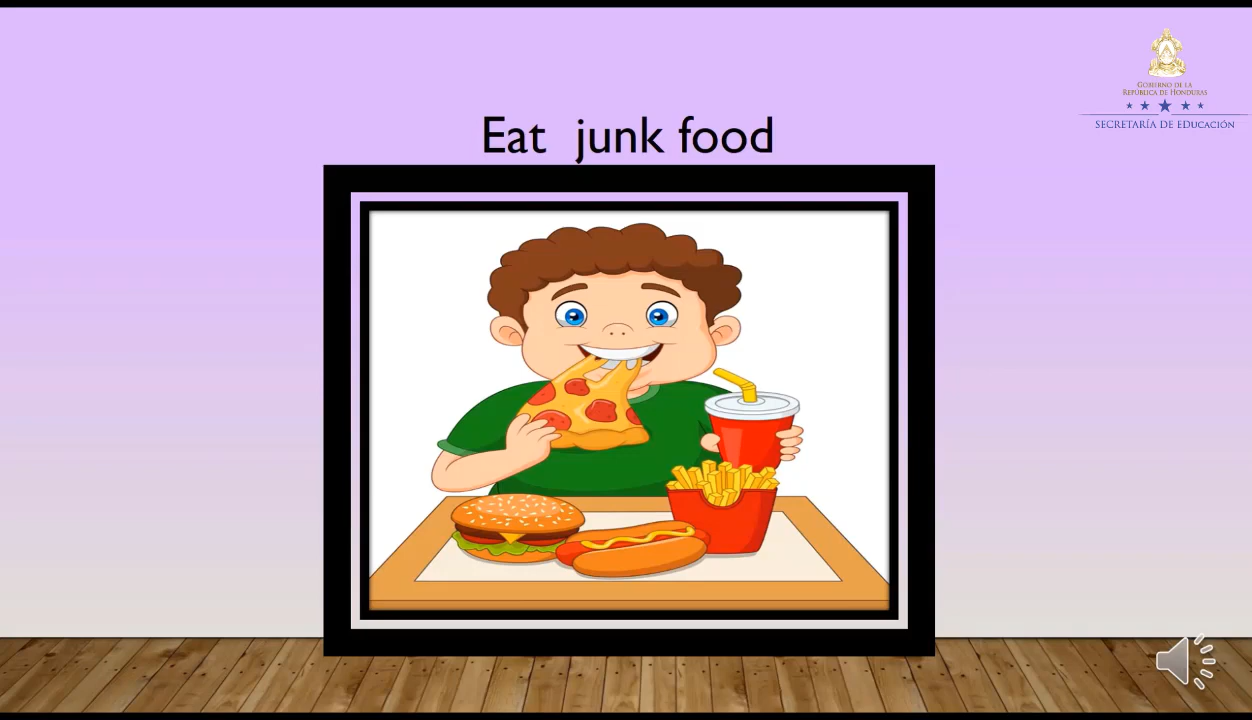 GOBIERNO DE LA
REPÚBLICA DE HONDURAS
SECRETARÍA DE EDUCACIÓN
Eat junk food